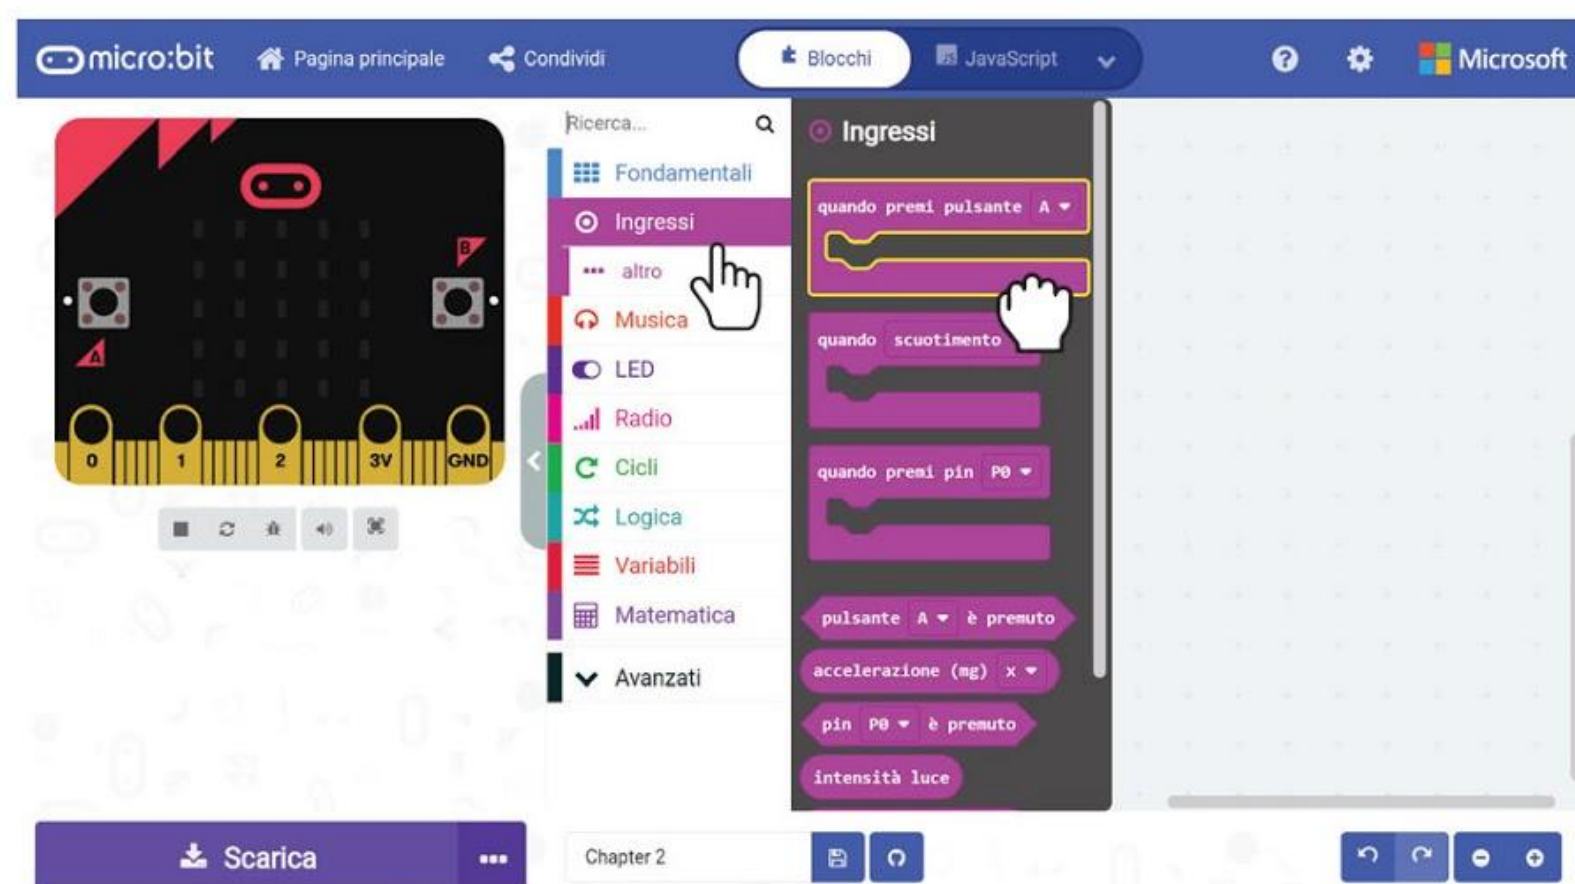 micro:bit
Pagina principale
Condividi
Blocchi
JavaScript
Microsoft
B
A
0
1
2
3V
GND
Ricerca...
Fondamentali
Ingressi
altro
Musica
LED
Radio
Cicli
Logica
Variabili
Matematica
Avanzati
Ingressi
quando premi pulsante A
quando scuotimento
quando premi pin P0
pulsante A è premuto
accelerazione (mg) x
pin P0 è premuto
intensità luce
Scarica
Chapter 2